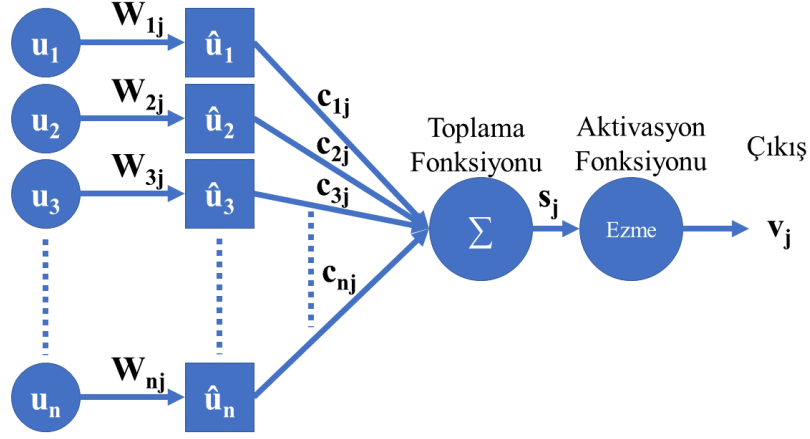 u1 W1j û1
c1j
u2 W2j û2
c2j
u3 W3j û3
c3j
Toplama
Fonksiyonu
Σ
sj
Aktivasyon
Fonksiyonu
Ezme
Çıkış
vj
cnj
un Wnj ûn